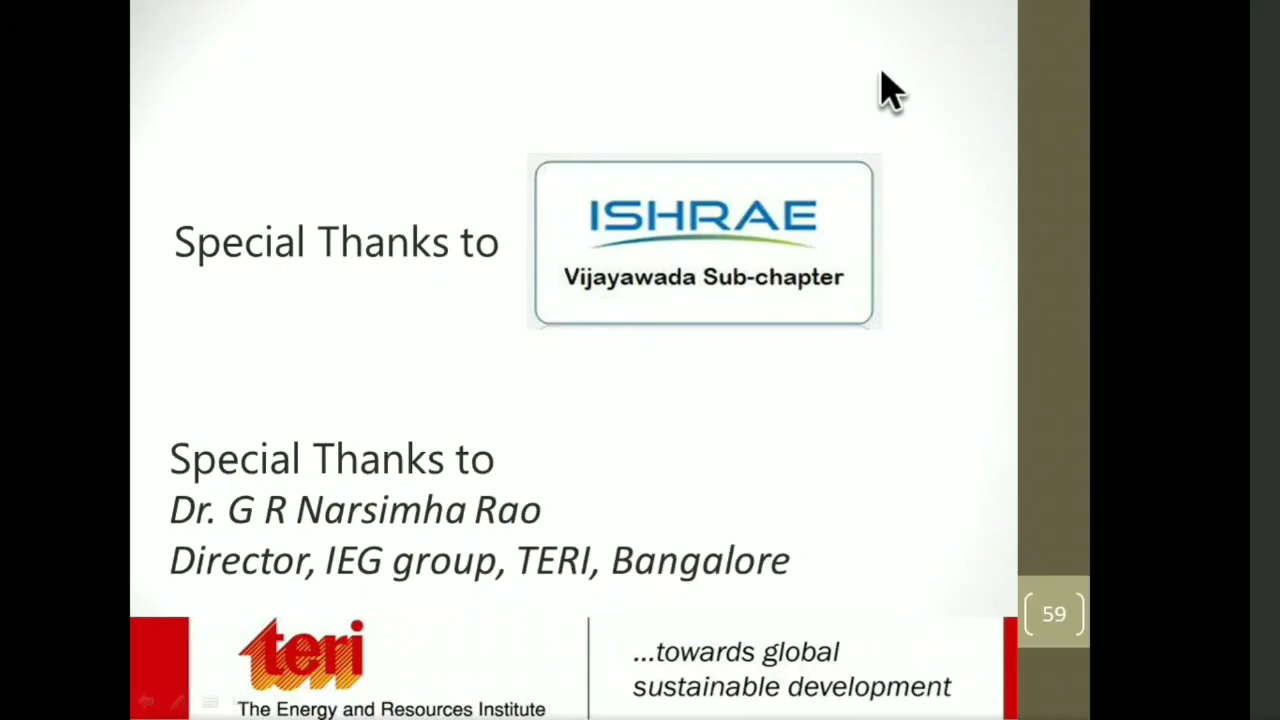 Special Thanks to
ISHRAE
Vijayawada Sub-chapter
Special Thanks to
Dr. G R Narsimha Rao
Director, IEG group, TERI, Bangalore
59
teri
The Energy and Resources Institute
...towards global
sustainable development